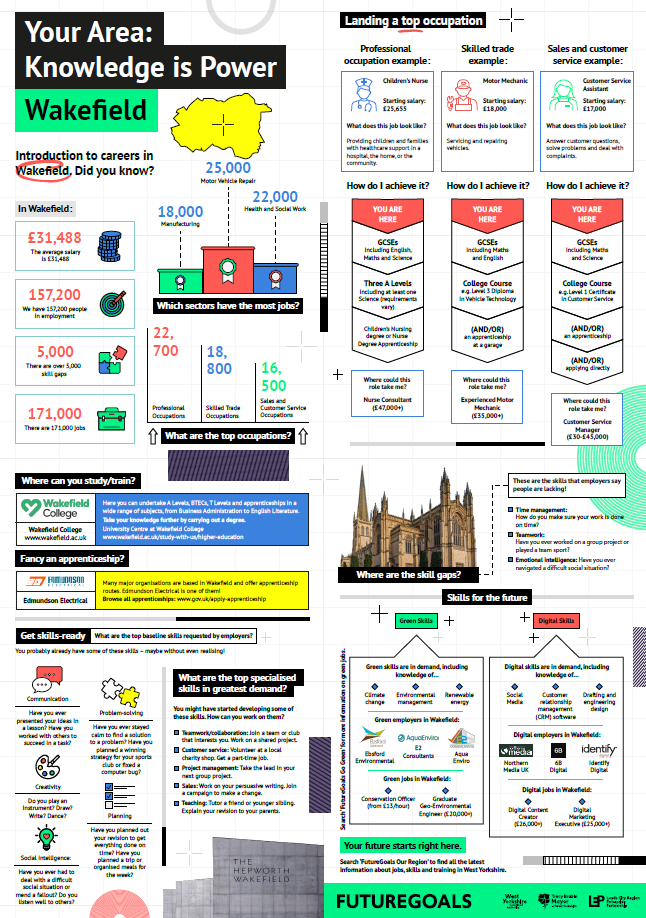 Your Area:
Knowledge is Power
Wakefield
Introduction to careers in
Wakefield, Did you know?
In Wakefield:
£31,488
The average salary
is £31,488
157,200
We have 157,200 people
in employment
5,000
There are over 5,000
skill gaps
171,000
There are 171,000 jobs
25,000
Motor Vehicle Repair
18,000
Manufacturing
22,000
Health and Social Work
Which sectors have the most jobs?
22,
700
Professional
Occupations
18,
800
Skilled Trade
Occupations
16,
500
Sales and
Customer Service
Occupations
What are the top occupations?
Landing a top occupation
Professional
occupation example:
Children's Nurse
Starting salary:
£25,655
What does this job look like?
Providing children and families
with healthcare support in a
hospital, the home, or the
community.
How do I achieve it?
YOU ARE
HERE
GCSEs
Including English,
Maths and Science
Three A Levels
Including at least one
Science (requirements
vary)
Children's Nursing
degree or Nurse
Degree Apprenticeship
Where could this
role take me?
Nurse Consultant
(£47,000+)
Skilled trade
example:
Motor Mechanic
Starting salary:
£18,000
What does this job look like?
Servicing and repairing
vehicles.
How do I achieve it?
YOU ARE
HERE
GCSEs
Including Maths
and English
College Course
e.g. Level 3 Diploma
in Vehicle Technology
(AND/OR)
an apprenticeship
at a garage
Where could this
role take me?
Experienced Motor
Mechanic
(£35,000+)
Sales and customer
service example:
Customer Service
Assistant
Starting salary:
£17,000
What does this job look like?
Answer customer questions,
solve problems and deal with
complaints.
How do I achieve it?
YOU ARE
HERE
GCSEs
Including Maths
and Science
College Course
e.g. Level 1 Certificate
in Customer Service
(AND/OR)
an apprenticeship
(AND/OR)
applying directly
Where could this
role take me?
Customer Service
Manager
(£30-£45,000)
Where can you study/train?
Wakefield
College
Wakefield College
www.wakefield.ac.uk
Here you can undertake A Levels, BTECs, T Levels and apprenticeships in a
wide range of subjects, from Business Administration to English Literature.
Take your knowledge further by carrying out a degree.
University Centre at Wakefield College
www.wakefield.ac.uk/study-with-us/higher-education
Fancy an apprenticeship?
EDMUNDSON
ELECTRICAL
Edmundson Electrical
Many major organisations are based in Wakefield and offer apprenticeship
routes. Edmundson Electrical is one of them!
Browse all apprenticeships: www.gov.uk/apply-apprenticeship
Get skills-ready
What are the top baseline skills requested by employers?
You probably already have some of these skills – maybe without even realising!
Communication
Have you ever
presented your ideas in
a lesson? Have you
worked with others to
succeed in a task?
Creativity
Do you play an
instrument? Draw?
Write? Dance?
Social Intelligence:
Have you ever had to
deal with a difficult
social situation or
mend a fallout? Do you
listen well to others?
Problem-solving
Have you ever stayed
calm to find a solution
to a problem? Have you
planned a winning
strategy for your sports
club or fixed a
computer bug?
Planning
Have you planned out
your revision to get
everything done on
time? Have you
planned a trip or
organised meals for
the week?
What are the top specialised
skills in greatest demand?
You might have started developing some of
these skills. How can you work on them?
Teamwork/collaboration: Join a team or club
that interests you. Work on a shared project.
Customer service: Volunteer at a local
charity shop. Get a part-time job.
Project management: Take the lead in your
next group project.
Sales: Work on your persuasive writing. Join
a campaign to make a change.
Teaching: Tutor a friend or younger sibling.
Explain your revision to your parents.
THE
HEPWORTH
WAKEFIELD
Where are the skill gaps?
These are the skills that employers say
people are lacking!
Time management:
How do you make sure your work is done
on time?
Teamwork:
Have you ever worked on a group project or
played a team sport?
Emotional intelligence: Have you ever
navigated a difficult social situation?
Skills for the future
Search 'FutureGoals Go Green' for more information on green jobs.
Green Skills
Green skills are in demand, including
knowledge of...
Climate
change
Environmental
management
Renewable
energy
Green employers in Wakefield:
Ebsford
Environmental
AquaEnviro
E2
Consultants
Aqua
Enviro
Green jobs in Wakefield:
Conservation Officer
(from £13/hour)
Graduate
Geo-Environmental
Engineer (£20,000+)
Digital Skills
Digital skills are in demand, including
knowledge of...
Social
Media
Customer
relationship
management
(CRM) software
Drafting and
engineering
design
Digital employers in Wakefield:
media
Northern
Media UK
6B
6B
Digital
identify
Identify
Digital
Digital jobs in Wakefield:
Digital Content
Creator
(£26,000+)
Digital
Marketing
Executive (£25,000+)
Your future starts right here.
Search 'FutureGoals Our Region' to find all the latest
information about jobs, skills and training in West Yorkshire.
FUTUREGOALS
West
Yorkshire
Tracy Brabin
Mayor
LEP
Leeds City Region
Enterprise
Partnership